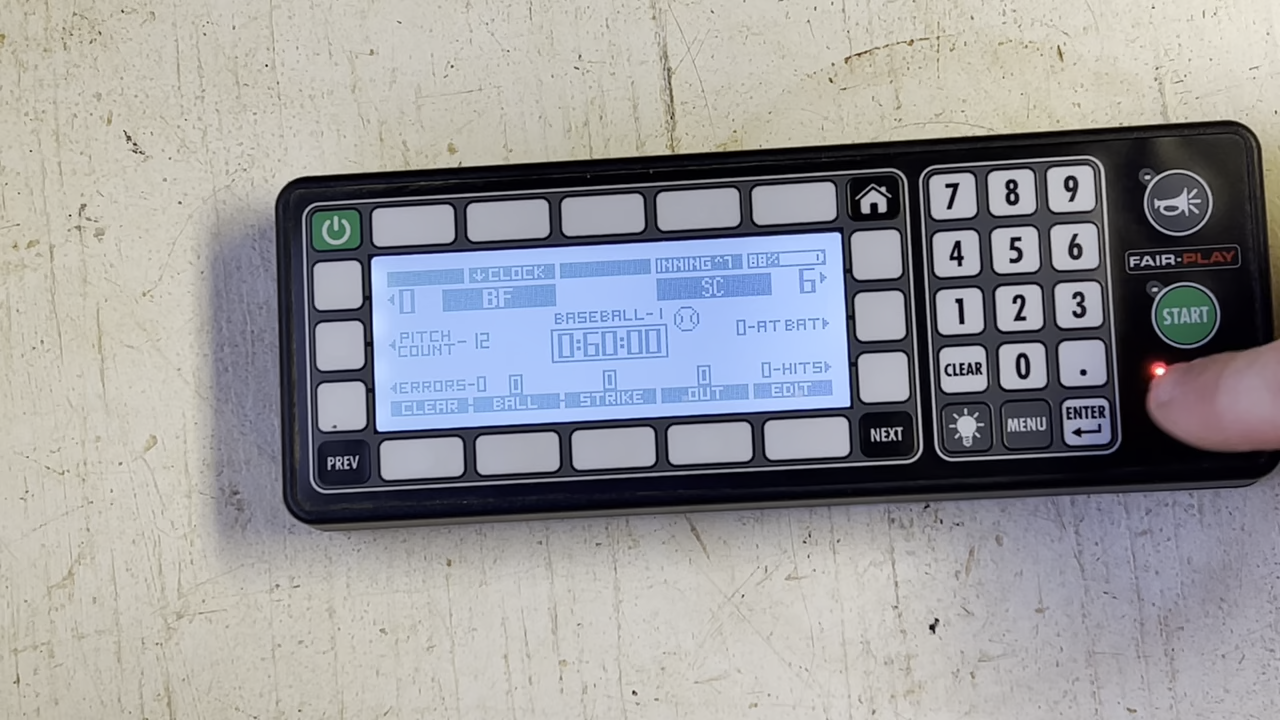 ↓CLOCK INNING^1 88%
0 BF SC 6
BASEBALL-1
PITCH COUNT- 12 0:60:00 0-AT BAT
ERRORS-0 0 0 0 0-HITS
CLEAR BALL STRIKE OUT EDIT
PREV NEXT
7 8 9
4 5 6
1 2 3
CLEAR 0 .
MENU ENTER
FAIR-PLAY
START